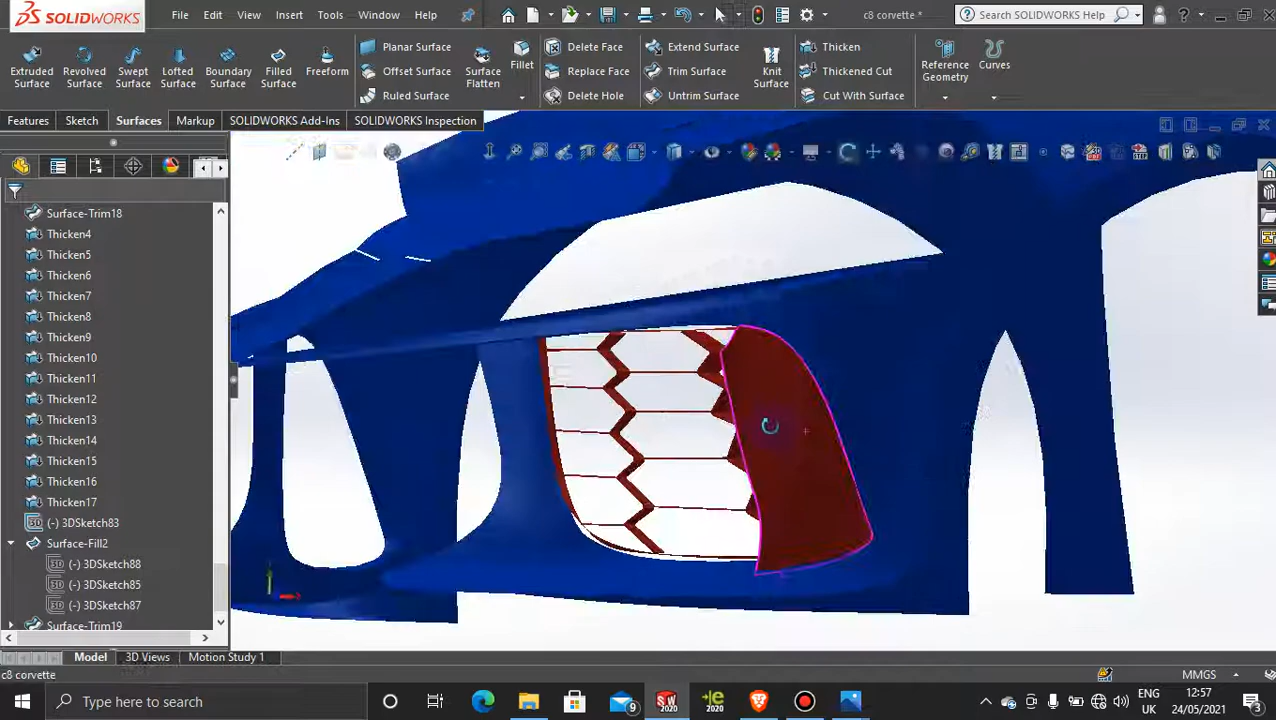 SOLIDWORKS File Edit View Insert Tools Window Help c8 corvette * Search SOLIDWORKS Help
Extruded Surface Revolved Surface Swept Surface Lofted Surface Boundary Surface Filled Surface Freeform Planar Surface Offset Surface Ruled Surface Surface Flatten Fillet Delete Face Replace Face Delete Hole Extend Surface Trim Surface Untrim Surface Knit Surface Thicken Thickened Cut Cut With Surface Reference Geometry Curves
Features Sketch Surfaces Markup SOLIDWORKS Add-Ins SOLIDWORKS Inspection
Surface-Trim18
Thicken4
Thicken5
Thicken6
Thicken7
Thicken8
Thicken9
Thicken10
Thicken11
Thicken12
Thicken13
Thicken14
Thicken15
Thicken16
Thicken17
(-) 3DSketch83
Surface-Fill2
(-) 3DSketch88
(-) 3DSketch85
(-) 3DSketch87
Surface-Trim19
Model 3D Views Motion Study 1
c8 corvette MMGS
Type here to search 9 SW 2020 e 2020 ENG UK 12:57 24/05/2021 3